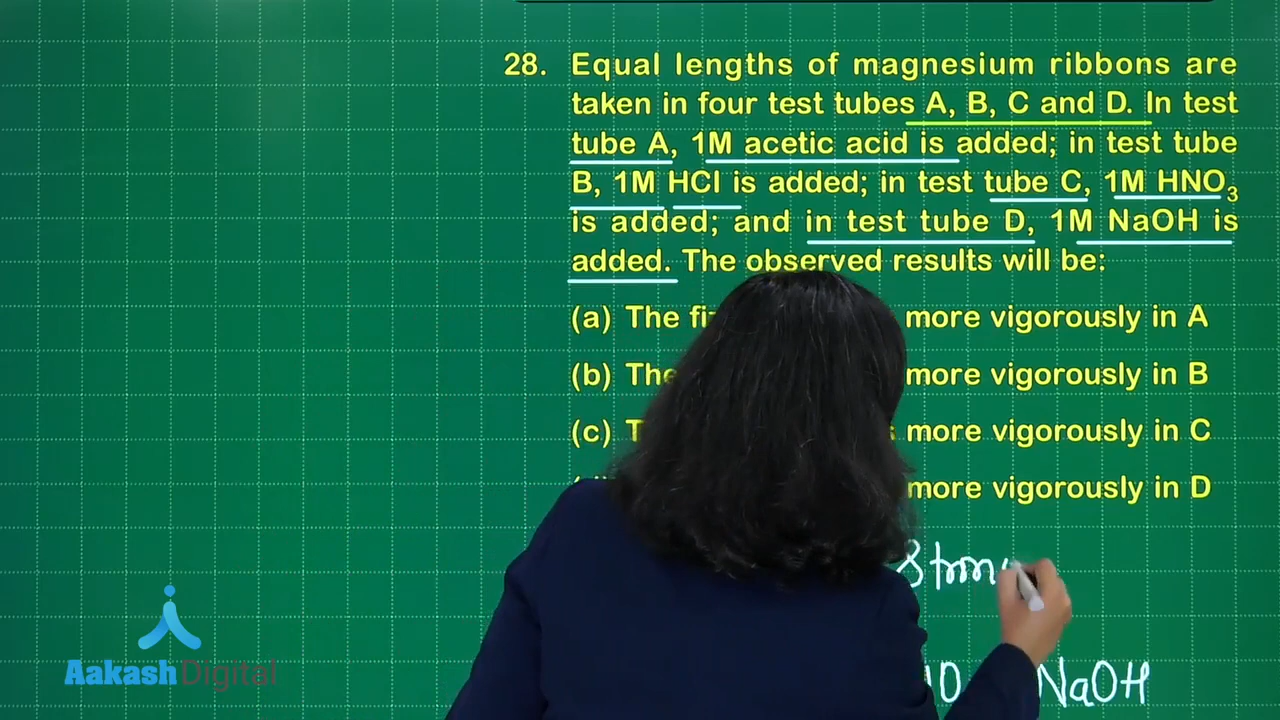 28. Equal lengths of magnesium ribbons are
taken in four test tubes A, B, C and D. In test
tube A, 1M acetic acid is added; in test tube
B, 1M HCl is added; in test tube C, 1M HNO₃
is added; and in test tube D, 1M NaOH is
added. The observed results will be:
(a) The more vigorously in A
(b) more vigorously in B
(c) more vigorously in C
more vigorously in D
NaOH
Aakash Digital